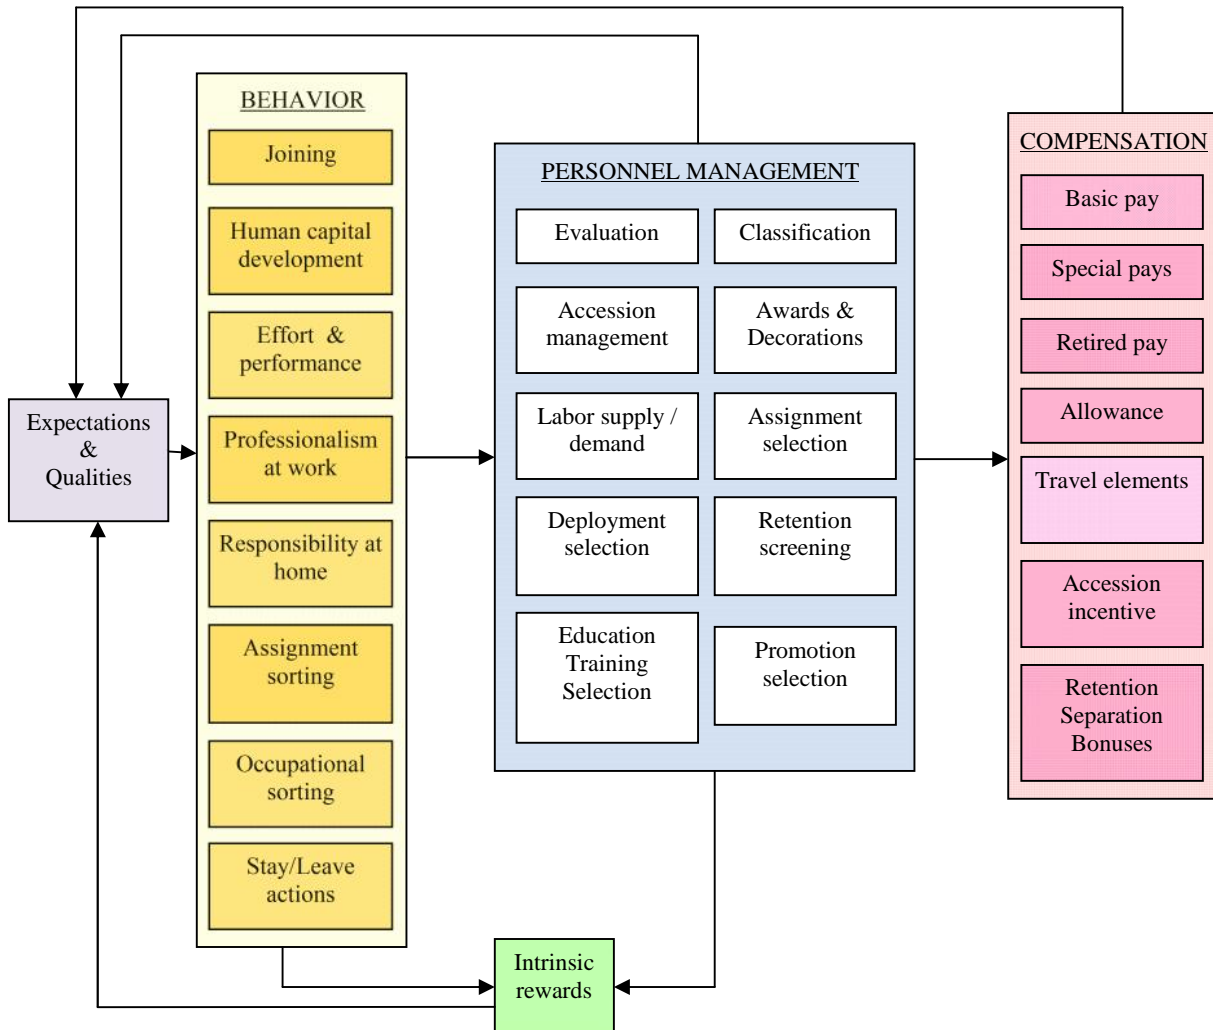 BEHAVIOR
Joining
Human capital
development
Effort &
performance
Professionalism
at work
Responsibility at
home
Assignment
sorting
Occupational
sorting
Stay/Leave
actions
Expectations
&
Qualities
PERSONNEL MANAGEMENT
Evaluation
Classification
Accession
management
Awards &
Decorations
Labor supply /
demand
Assignment
selection
Deployment
selection
Retention
screening
Education
Training
Selection
Promotion
selection
COMPENSATION
Basic pay
Special pays
Retired pay
Allowance
Travel elements
Accession
incentive
Retention
Separation
Bonuses
Intrinsic
rewards